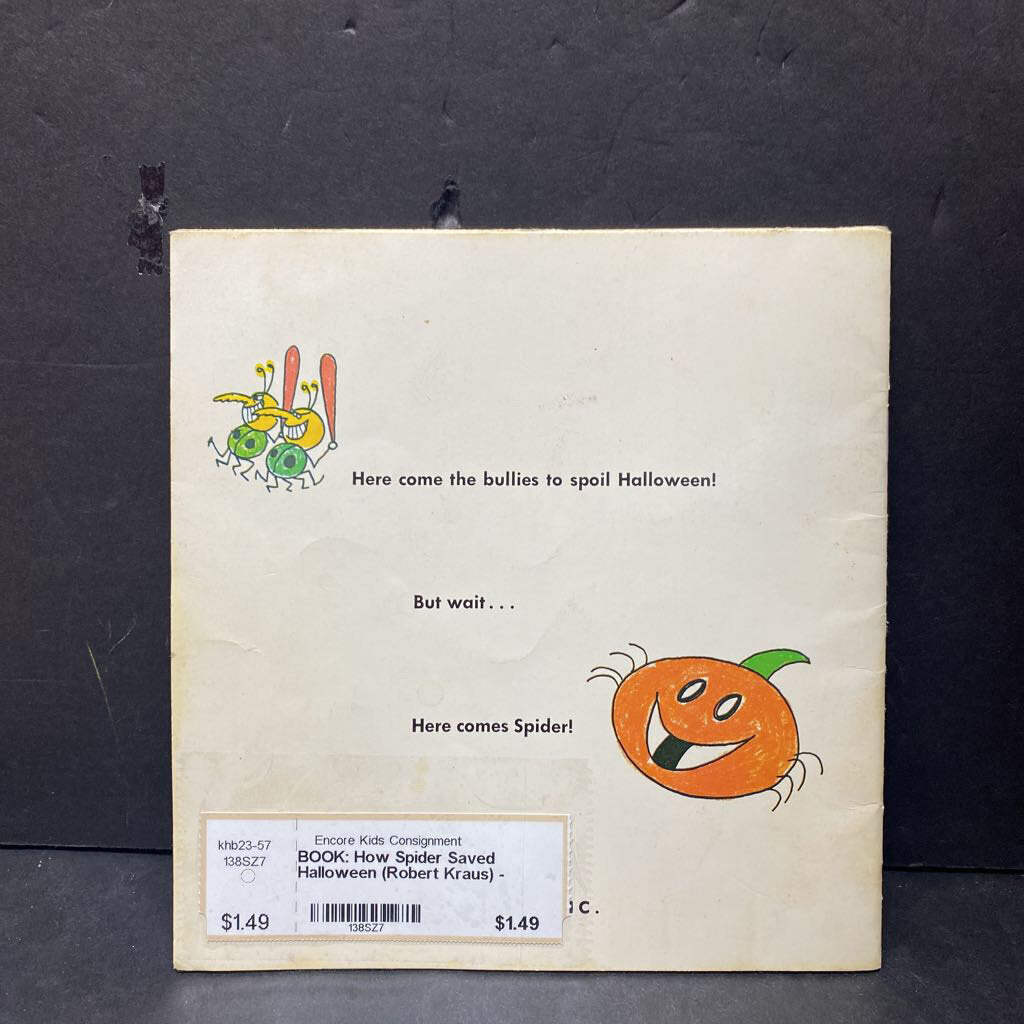 Here come the bullies to spoil Halloween!
But wait...
Here comes Spider!
khb23-57
138SZ7
$1.49
Encore Kids Consignment
BOOK: How Spider Saved
Halloween (Robert Kraus) -
138SZ7
$1.49
C.